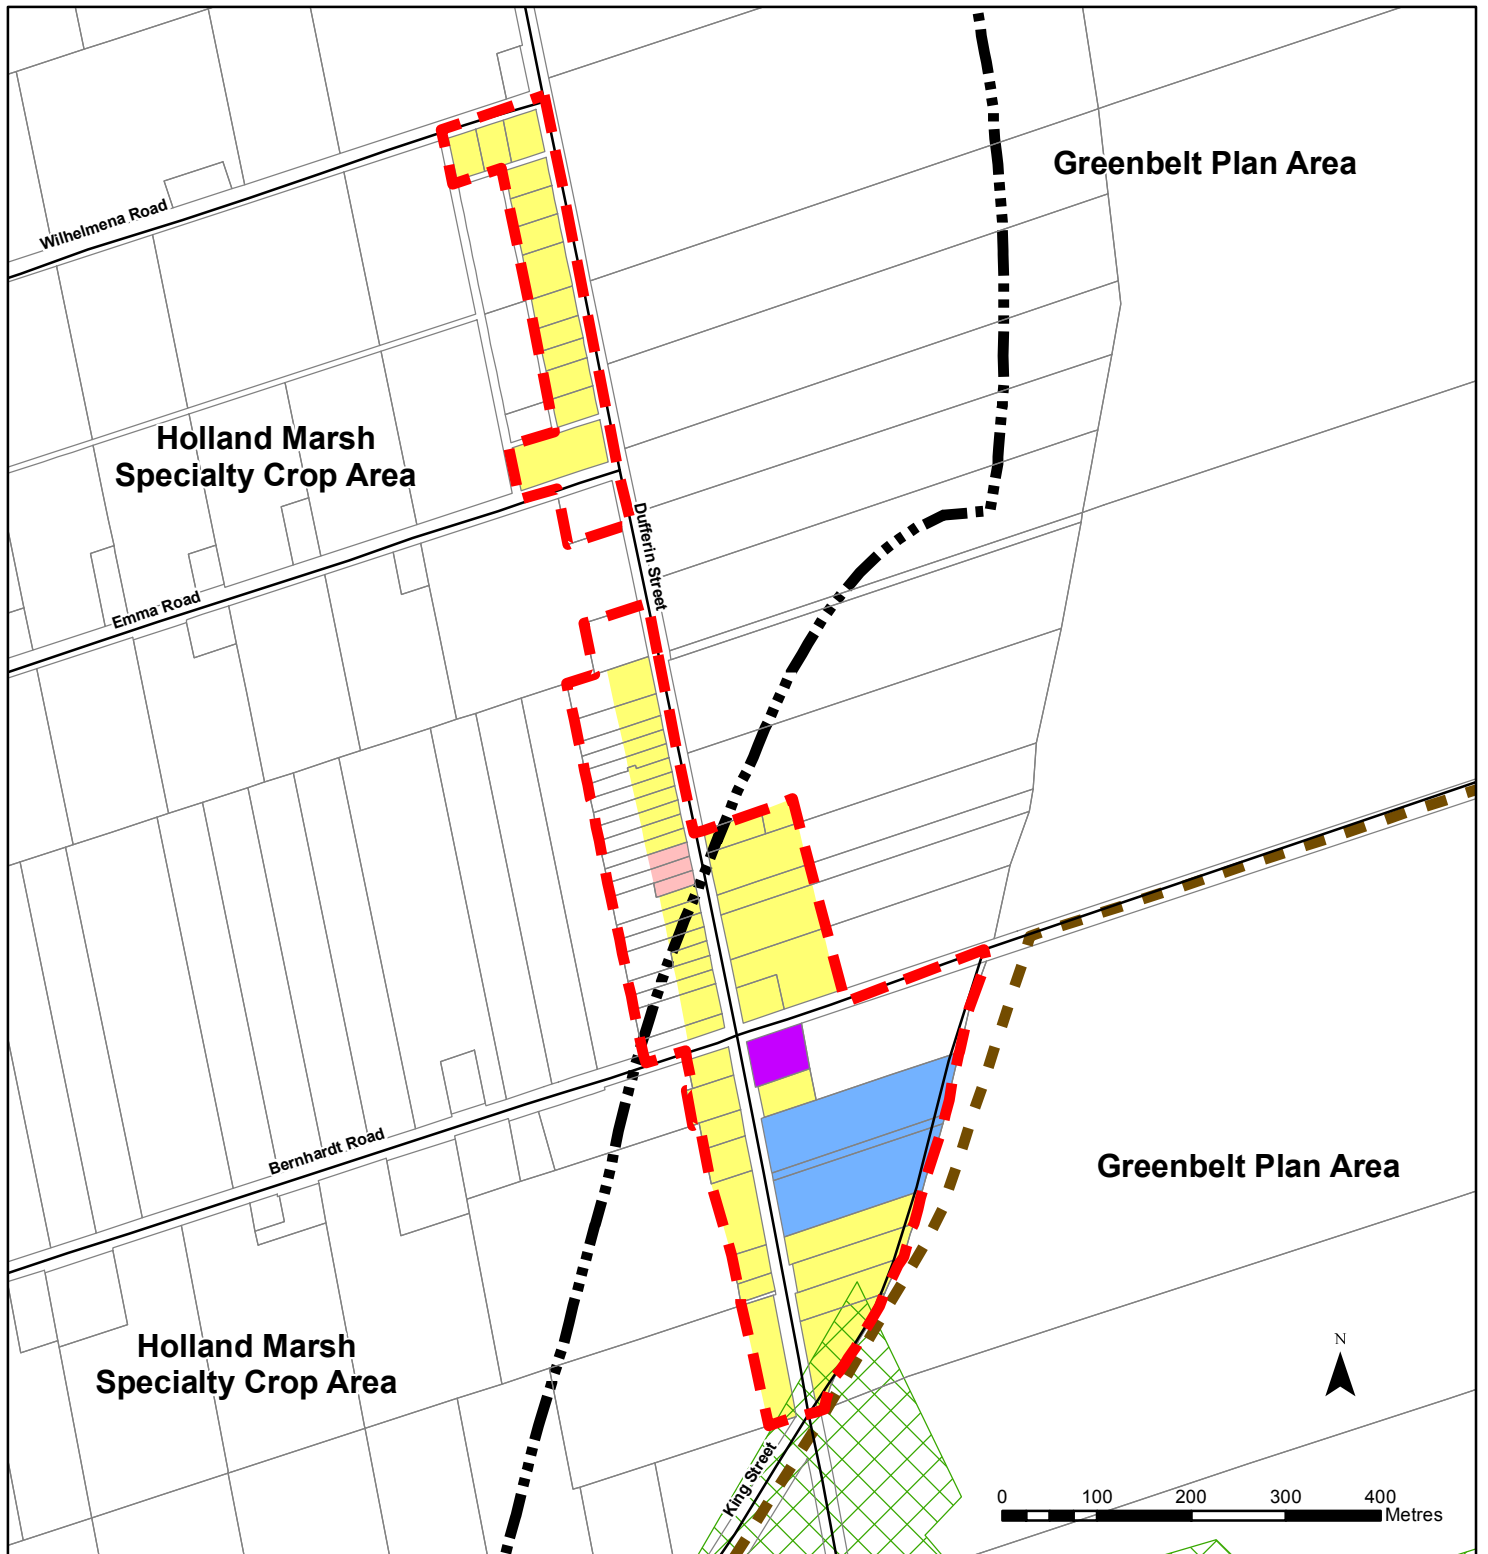 Greenbelt Plan Area
Wilhelmena Road
Holland Marsh
Specialty Crop Area
Dufferin Street
Emma Road
Bernhardt Road
Greenbelt Plan Area
Holland Marsh
Specialty Crop Area
N
King Street
0 100 200 300 400
Metres